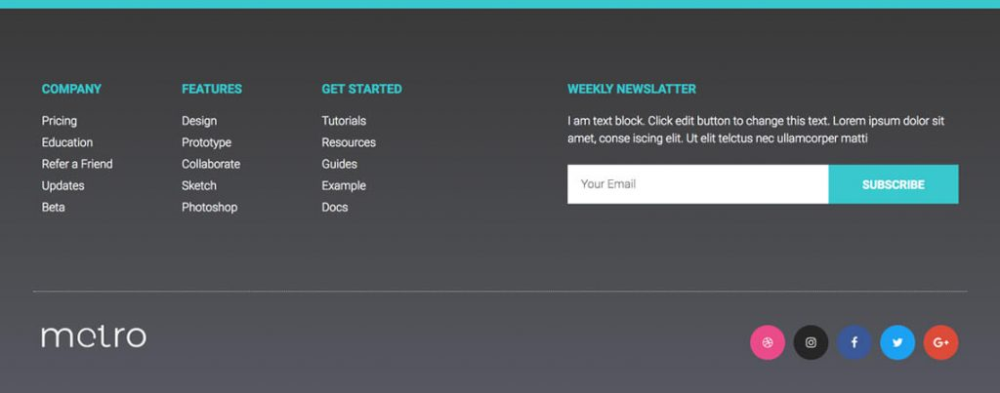 COMPANY
Pricing
Education
Refer a Friend
Updates
Beta
FEATURES
Design
Prototype
Collaborate
Sketch
Photoshop
GET STARTED
Tutorials
Resources
Guides
Example
Docs
WEEKLY NEWSLATTER
I am text block. Click edit button to change this text. Lorem ipsum dolor sit
amet, conse iscing elit. Ut elit telctus nec ullamcorper matti
Your Email
SUBSCRIBE
metro
f
G+